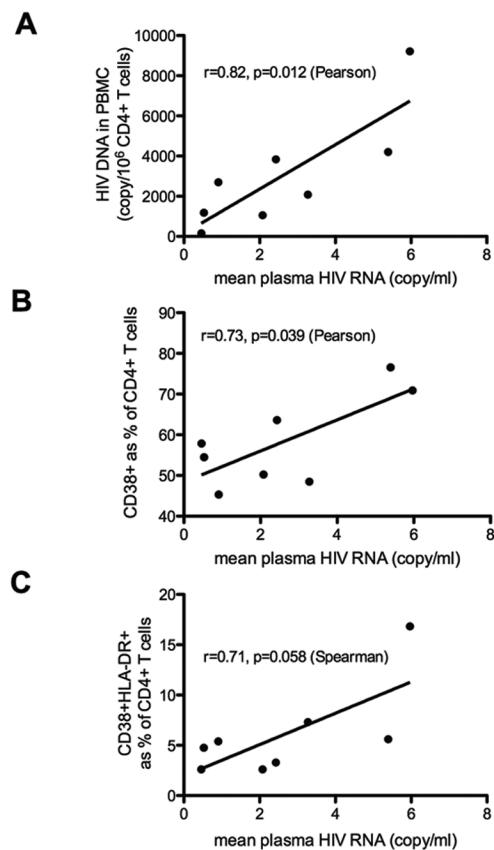 A
HIV DNA in PBMC
(copy/10⁶ CD4+ T cells)
10000
8000
6000
4000
2000
0
r=0.82, p=0.012 (Pearson)
0 2 4 6 8
mean plasma HIV RNA (copy/ml)
B
CD38+ as % of CD4+ T cells
90
80
70
60
50
40
r=0.73, p=0.039 (Pearson)
0 2 4 6 8
mean plasma HIV RNA (copy/ml)
C
CD38+HLA-DR+
as % of CD4+ T cells
20
15
10
5
0
r=0.71, p=0.058 (Spearman)
0 2 4 6 8
mean plasma HIV RNA (copy/ml)